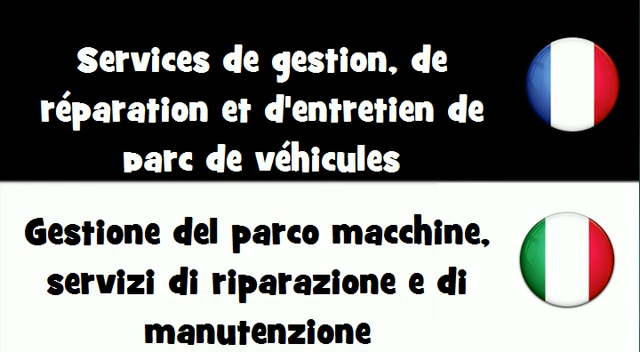 Services de gestion, de
réparation et d'entretien de
parc de véhicules
Gestione del parco macchine,
servizi di riparazione e di
manutenzione